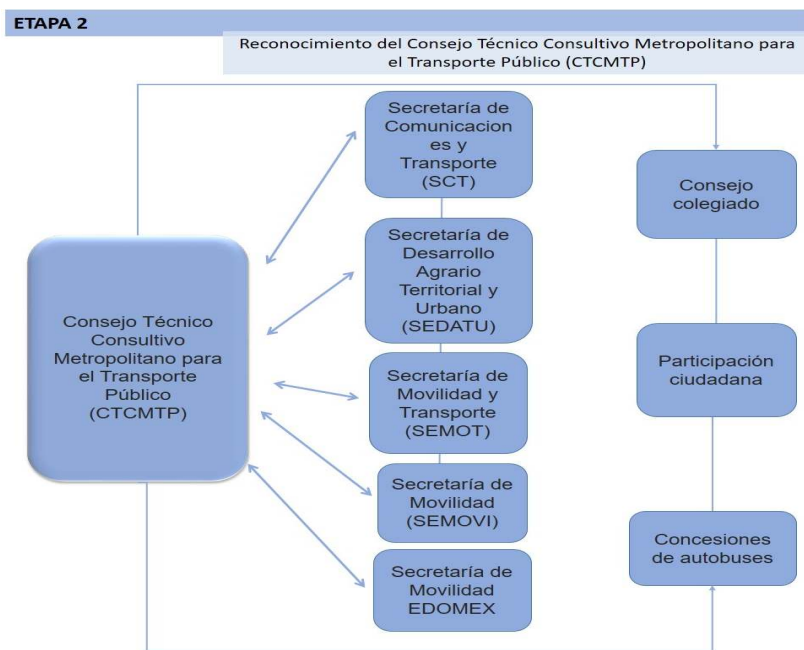 ETAPA 2
Reconocimiento del Consejo Técnico Consultivo Metropolitano para
el Transporte Público (CTCMTP)
Consejo Técnico
Consultivo
Metropolitano para
el Transporte
Público
(CTCMTP)
Secretaría de
Comunicacion
es y
Transporte
(SCT)
Secretaría de
Desarrollo
Agrario
Territorial y
Urbano
(SEDATU)
Secretaría de
Movilidad y
Transporte
(SEMOT)
Secretaría de
Movilidad
(SEMOVI)
Secretaría de
Movilidad
EDOMEX
Consejo
colegiado
Participación
ciudadana
Concesiones
de autobuses